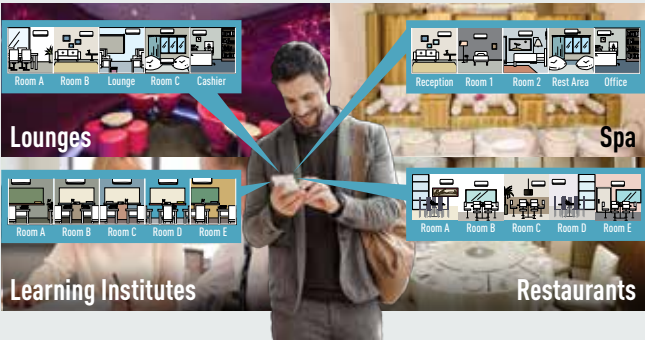 Room A Room B Lounge Room C Cashier
Lounges
Reception Room 1 Room 2 Rest Area Office
Spa
Room A Room B Room C Room D Room E
Learning Institutes
Room A Room B Room C Room D Room E
Restaurants